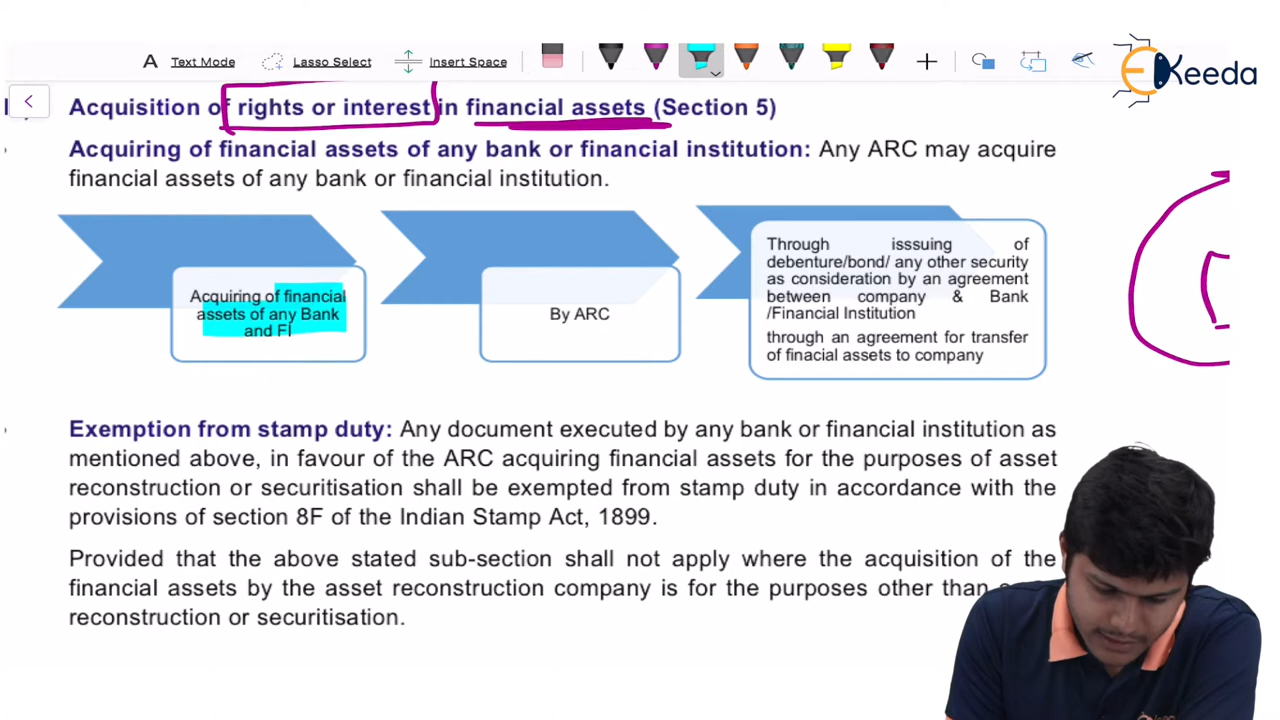 A Text Mode Lasso Select Insert Space
Keeda
Acquisition of rights or interest in financial assets (Section 5)
Acquiring of financial assets of any bank or financial institution: Any ARC may acquire
financial assets of any bank or financial institution.
Acquiring of financial
assets of any Bank
and FI
By ARC
Through isssuing of
debenture/bond/ any other security
as consideration by an agreement
between company & Bank
/Financial Institution
through an agreement for transfer
of finacial assets to company
Exemption from stamp duty: Any document executed by any bank or financial institution as
mentioned above, in favour of the ARC acquiring financial assets for the purposes of asset
reconstruction or securitisation shall be exempted from stamp duty in accordance with the
provisions of section 8F of the Indian Stamp Act, 1899.
Provided that the above stated sub-section shall not apply where the acquisition of the
financial assets by the asset reconstruction company is for the purposes other than
reconstruction or securitisation.